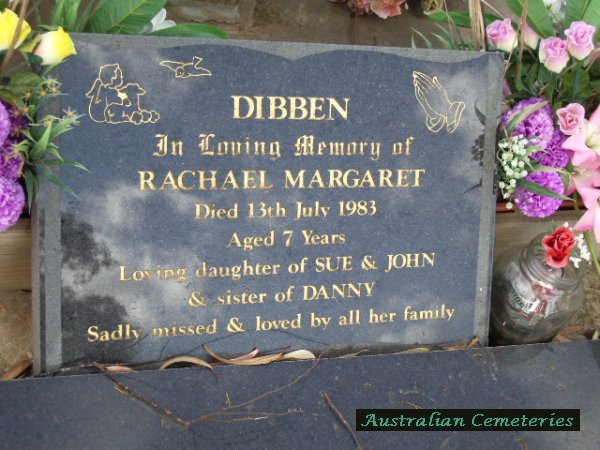 DIBBEN
In Loving Memory of
RACHAEL MARGARET
Died 13th July 1983
Aged 7 Years
Loving daughter of SUE & JOHN
& sister of DANNY
Sadly missed & loved by all her family
Australian Cemeteries